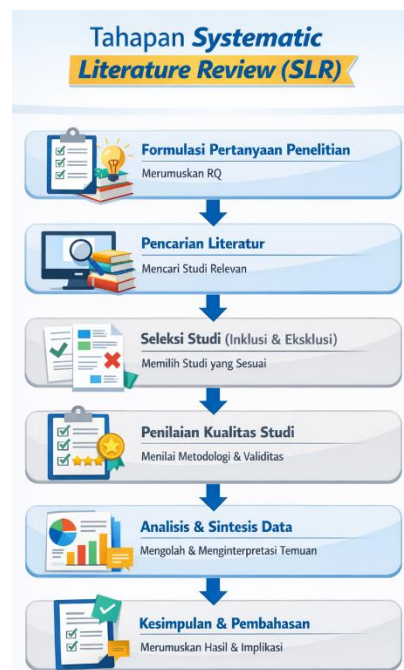 Tahapan Systematic
Literature Review (SLR)
Formulasi Pertanyaan Penelitian
Merumuskan RQ
Pencarian Literatur
Mencari Studi Relevan
Seleksi Studi (Inklusi & Eksklusi)
Memilih Studi yang Sesuai
Penilaian Kualitas Studi
Menilai Metodologi & Validitas
Analisis & Sintesis Data
Mengolah & Menginterpretasi Temuan
Kesimpulan & Pembahasan
Merumuskan Hasil & Implikasi